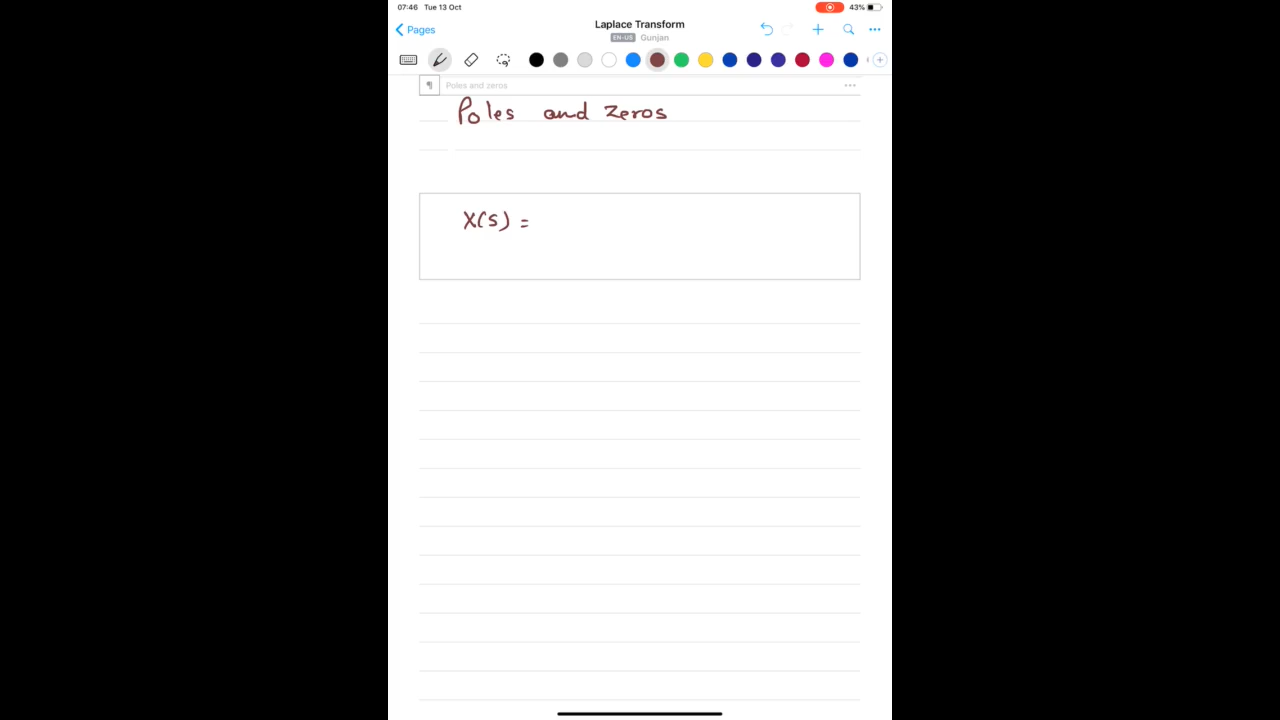 07:46 Tue 13 Oct 43%
Pages Laplace Transform
EN-US Gunjan
¶ Poles and zeros
Poles and zeros
X(s) =